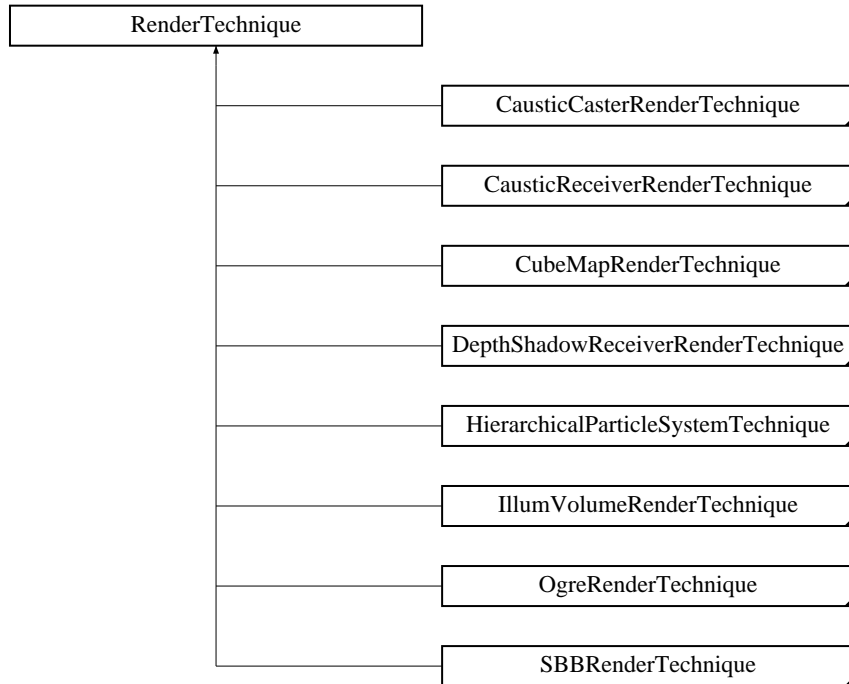 RenderTechnique
CausticCasterRenderTechnique
CausticReceiverRenderTechnique
CubeMapRenderTechnique
DepthShadowReceiverRenderTechnique
HierarchicalParticleSystemTechnique
IllumVolumeRenderTechnique
OgreRenderTechnique
SBBRenderTechnique